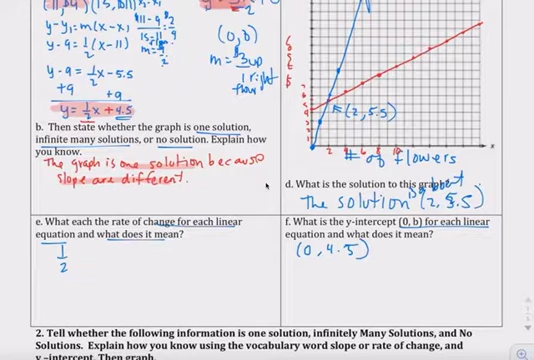 y-y₁=m(x-x₁)
y-9=1/2(x-11)
y-9=1/2x-5.5
+9 +9
y=1/2x+4.5
(0,b)
m=3 up
1 right
F(2,5.5)
2 4 6 8 10
x
# of flowers
b. Then state whether the graph is one solution,
infinite many solutions, or no solution. Explain how
you know.
The graph is one solution because
slope are different.
d. What is the solution to this graph?
The solution is about (2,5.5)
e. What each the rate of change for each linear
equation and what does it mean?
1/2
f. What is the y-intercept (0, b) for each linear
equation and what does it mean?
(0,4.5)
2. Tell whether the following information is one solution, infinitely Many Solutions, and No
Solutions. Explain how you know using the vocabulary word slope or rate of change, and
y –intercept. Then graph.